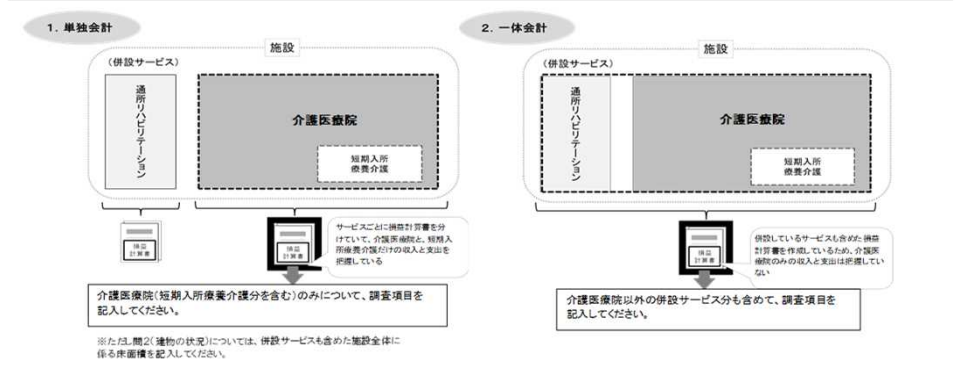 1. 単独会計
施設
(併設サービス)
通所リハビリテーション
介護医療院
短期入所
療養介護
損益
計算書
損益
計算書
サービスごとに損益計算書を分
けていて、介護医療院と、短期入
所療養介護だけの収入と支出を
把握している
介護医療院(短期入所療養介護分を含む)のみについて、調査項目を
記入してください。
※ただし問2(建物の状況)については、併設サービスも含めた施設全体に
係る床面積を記入してください。
2. 一体会計
施設
(併設サービス)
通所リハビリテーション
介護医療院
短期入所
療養介護
損益
計算書
併設しているサービスも含めた損益
計算書を作成しているため、介護医
療院のみの収入と支出は把握してい
ない
介護医療院以外の併設サービス分も含めて、調査項目を
記入してください。